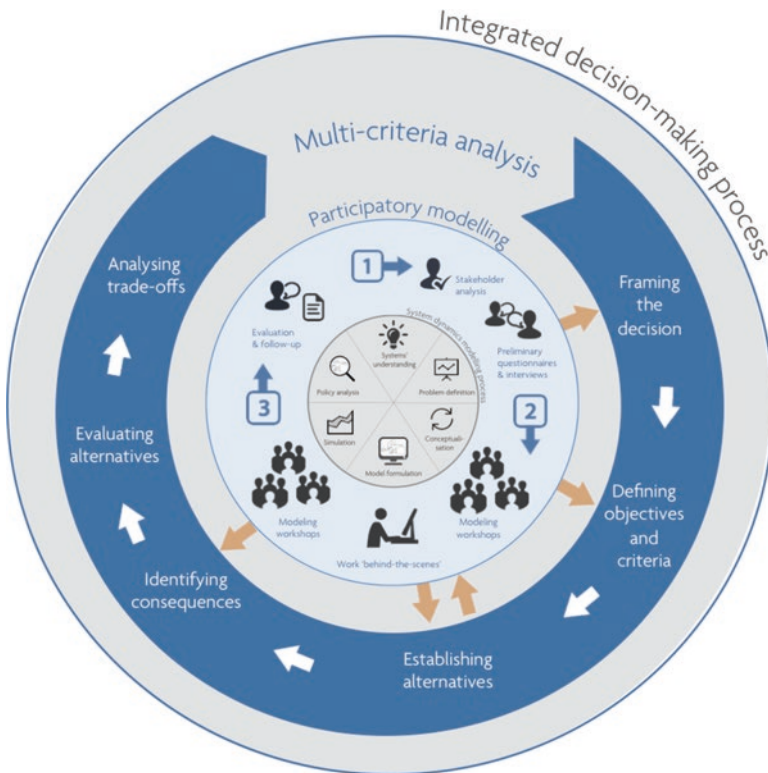 Integrated decision-making process
Multi-criteria analysis
Participatory modelling
1
Stakeholder
analysis
Preliminary
questionnaires
& interviews
2
Modeling
workshops
Work 'behind-the-scenes'
Modeling
workshops
3
Evaluation
& follow-up
System dynamics modelling process
Systems'
understanding
Problem definition
Conceptuali-
sation
Model formulation
Simulation
Policy analysis
Framing
the
decision
Defining
objectives
and
criteria
Establishing
alternatives
Identifying
consequences
Evaluating
alternatives
Analysing
trade-offs